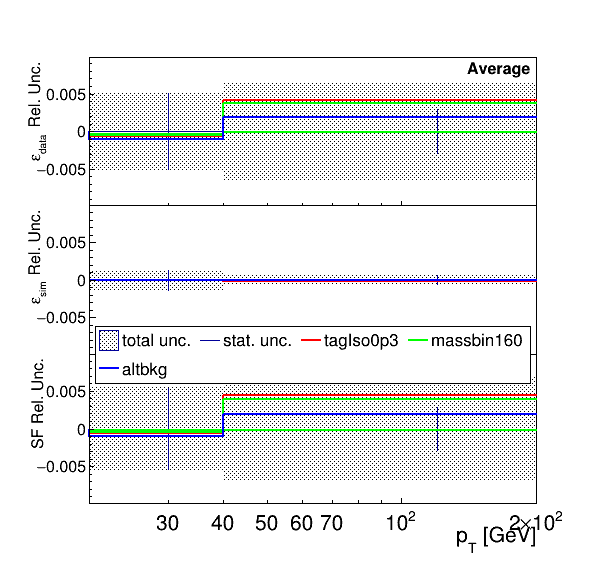 Average
ε_data Rel. Unc.
0.005
0
−0.005
ε_sim Rel. Unc.
0.005
0
−0.005
total unc. stat. unc. tagIso0p3 massbin160
altbkg
SF Rel. Unc.
0.005
0
−0.005
30 40 50 60 70 10² 2×10²
p_T [GeV]